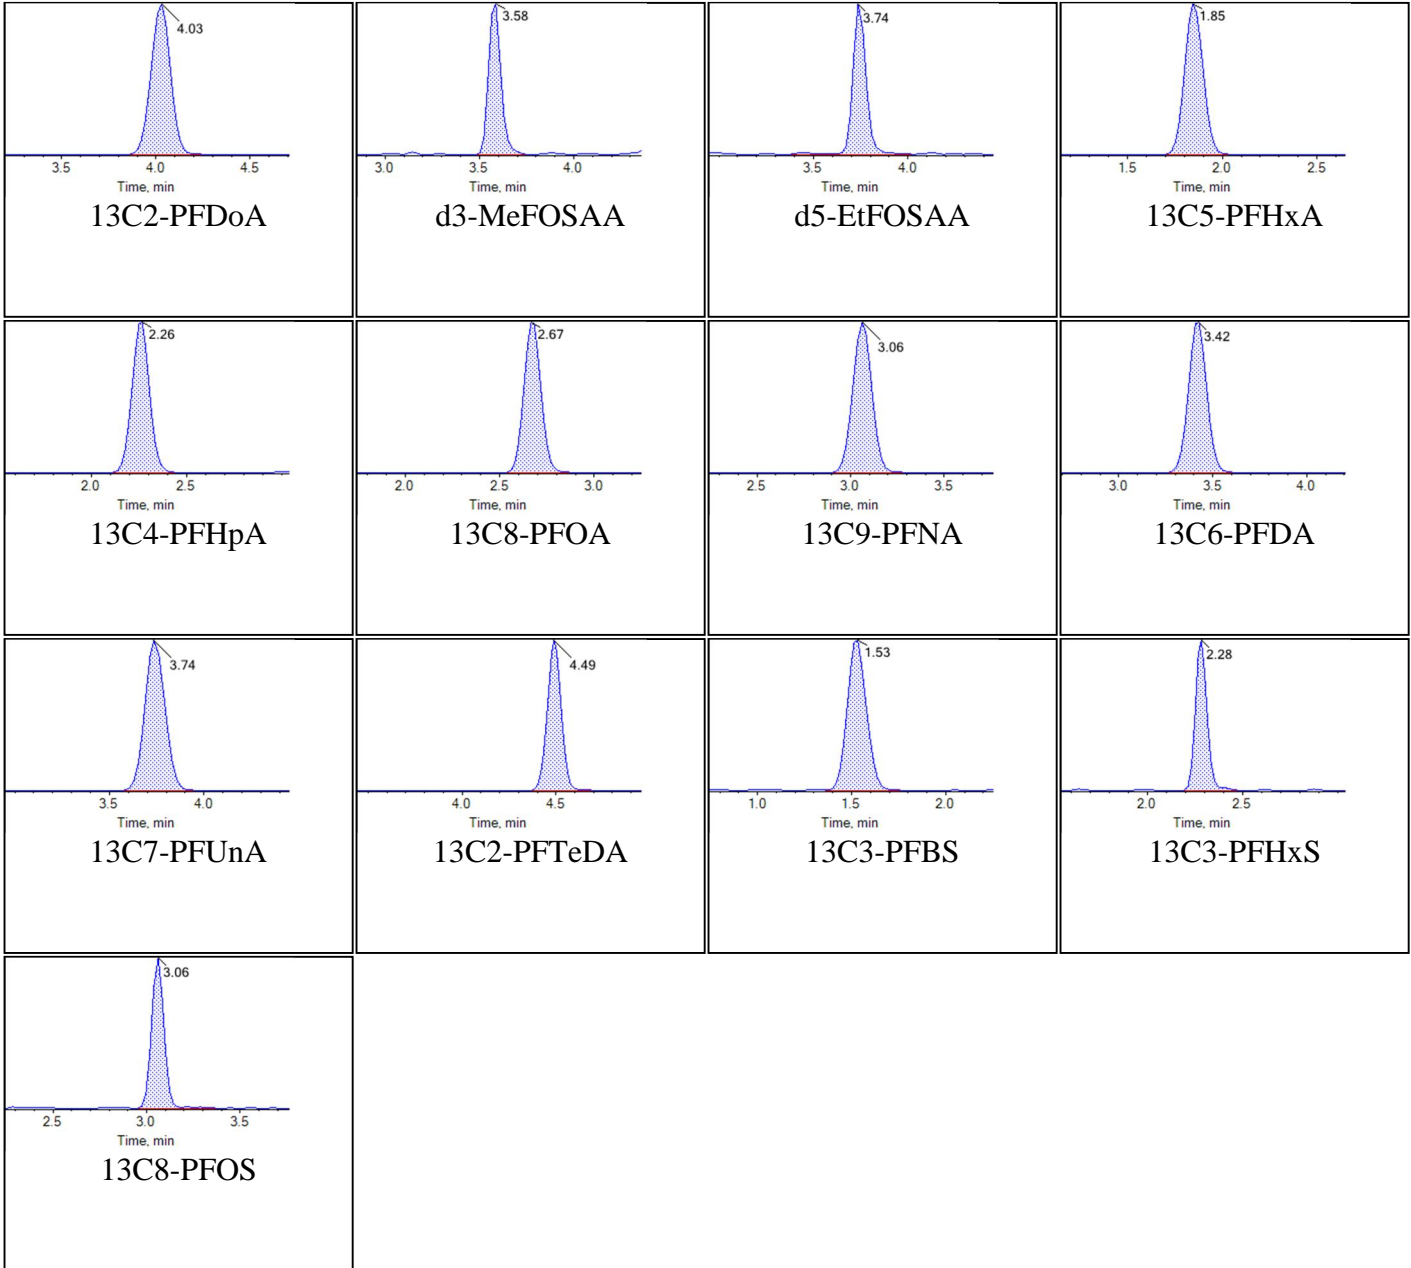 4.03
3.5 4.0 4.5
Time, min
13C2-PFDoA
3.58
3.0 3.5 4.0
Time, min
d3-MeFOSAA
3.74
3.5 4.0
Time, min
d5-EtFOSAA
1.85
1.5 2.0 2.5
Time, min
13C5-PFHxA
2.26
2.0 2.5
Time, min
13C4-PFHpA
2.67
2.0 2.5 3.0
Time, min
13C8-PFOA
3.06
2.5 3.0 3.5
Time, min
13C9-PFNA
3.42
3.0 3.5 4.0
Time, min
13C6-PFDA
3.74
3.5 4.0
Time, min
13C7-PFUnA
4.49
4.0 4.5
Time, min
13C2-PFTeDA
1.53
1.0 1.5 2.0
Time, min
13C3-PFBS
2.28
2.0 2.5
Time, min
13C3-PFHxS
3.06
2.5 3.0 3.5
Time, min
13C8-PFOS